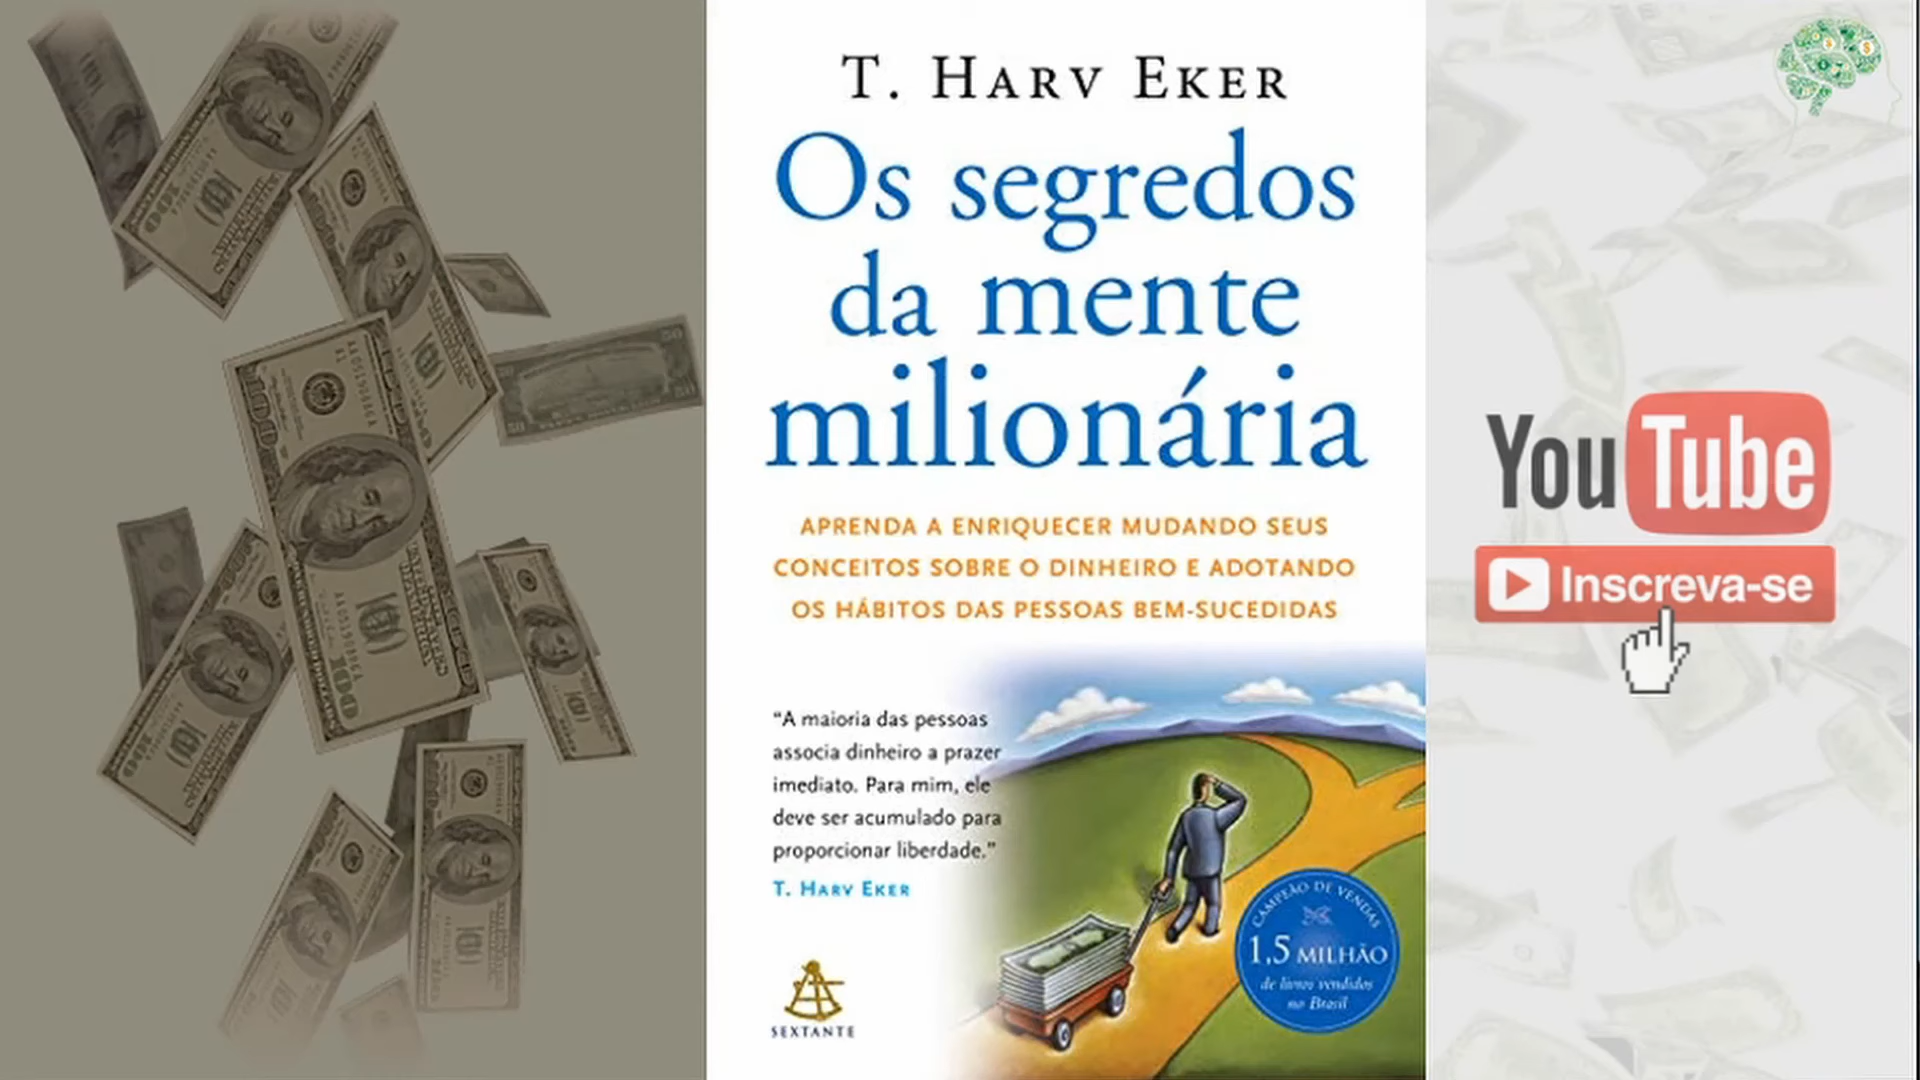 T. HARV EKER
Os segredos
da mente
milionária
APRENDA A ENRIQUECER MUDANDO SEUS
CONCEITOS SOBRE O DINHEIRO E ADOTANDO
OS HÁBITOS DAS PESSOAS BEM-SUCEDIDAS
“A maioria das pessoas
associa dinheiro a prazer
imediato. Para mim, ele
deve ser acumulado para
proporcionar liberdade.”
T. HARV EKER
SEXTANTE
CAMPEÃO DE VENDAS
1,5 MILHÃO
de livros vendidos
no Brasil
YouTube
Inscreva-se